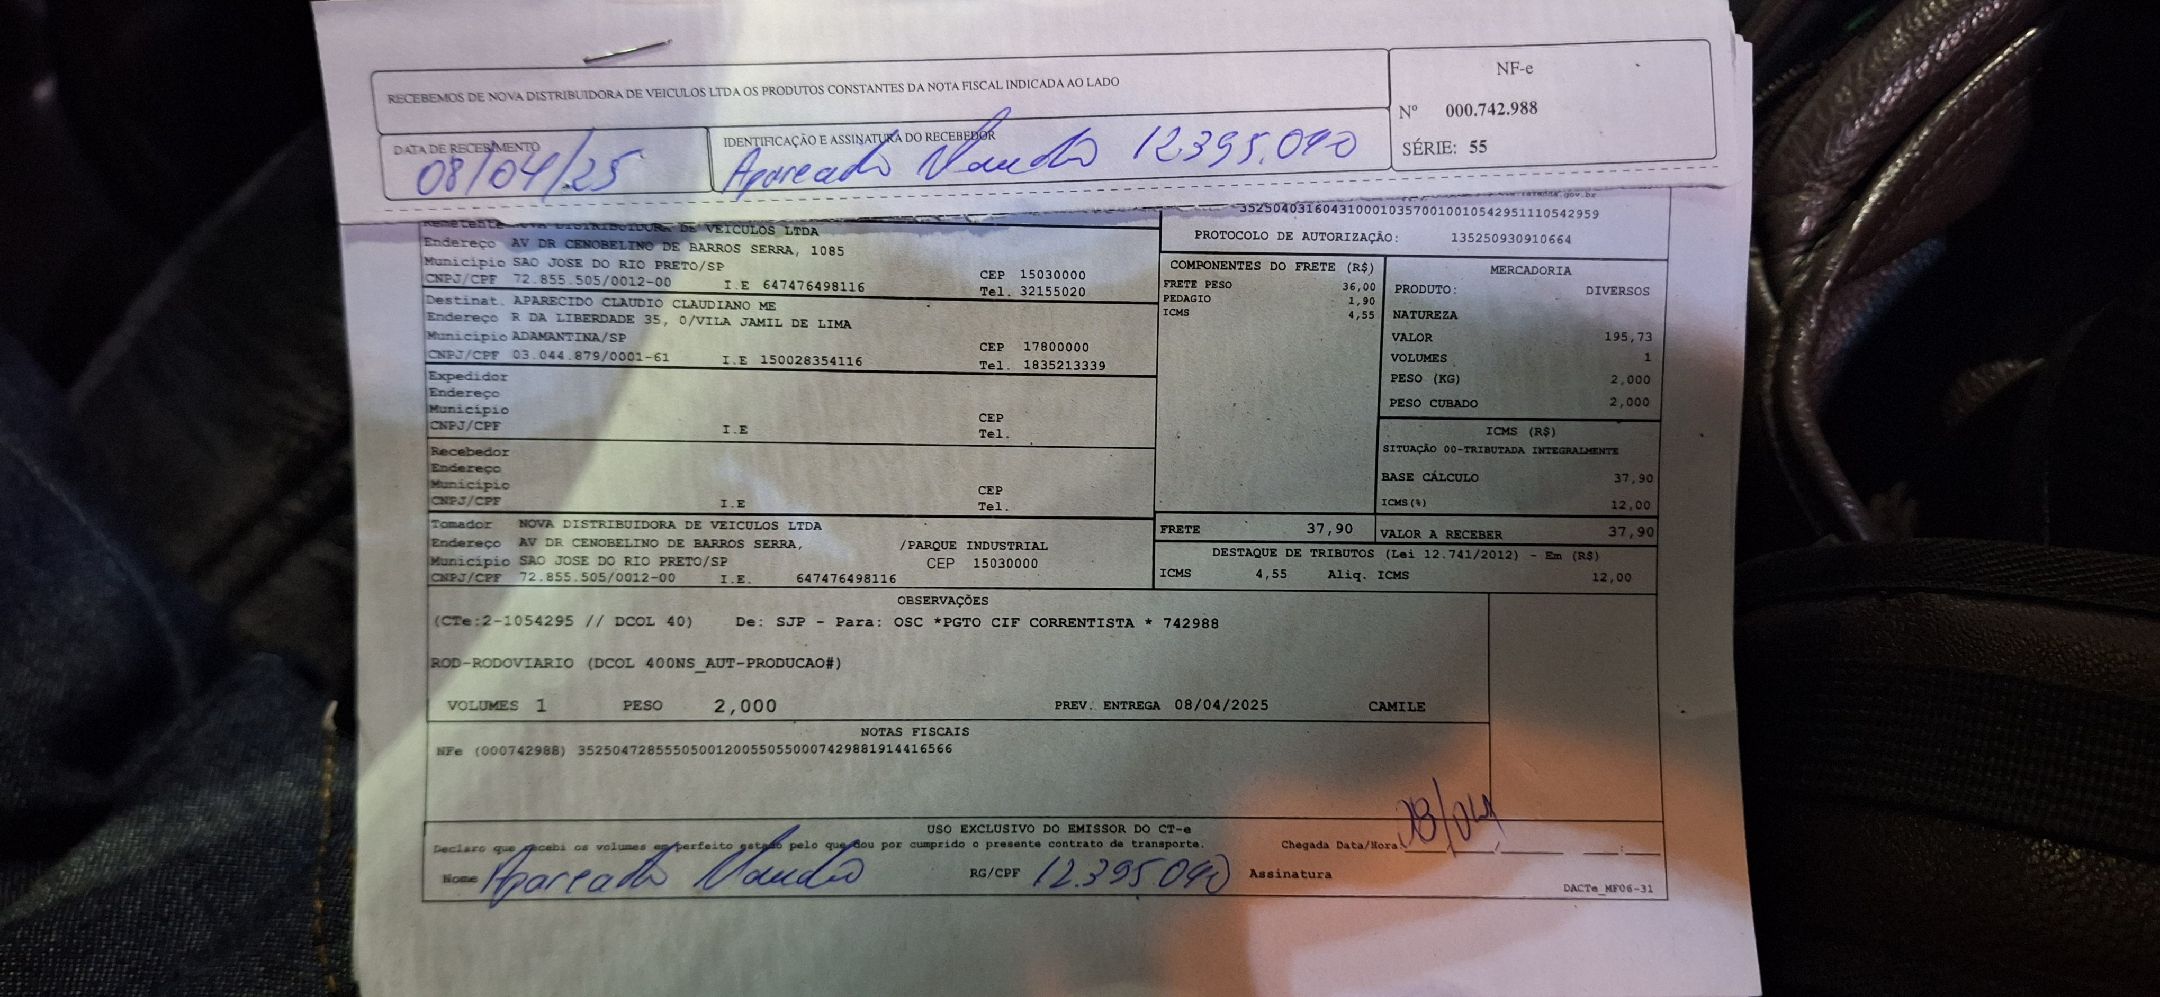 RECEBEMOS DE NOVA DISTRIBUIDORA DE VEICULOS LTDA OS PRODUTOS CONSTANTES DA NOTA FISCAL INDICADA AO LADO
NF-e
Nº 000.742.988
SÉRIE: 55
DATA DE RECEBIMENTO
08/04/25
IDENTIFICAÇÃO E ASSINATURA DO RECEBEDOR
12.395.090
35250403160431000103570010010542951110542959
PROTOCOLO DE AUTORIZAÇÃO: 135250930910664
Remetente NOVA DISTRIBUIDORA DE VEICULOS LTDA
Endereço AV DR CENOBELINO DE BARROS SERRA, 1085
Município SAO JOSE DO RIO PRETO/SP CEP 15030000
CNPJ/CPF 72.855.505/0012-00 I.E 647476498116 Tel. 32155020
Destinat. APARECIDO CLAUDIO CLAUDIANO ME
Endereço R DA LIBERDADE 35, 0/VILA JAMIL DE LIMA
Município ADAMANTINA/SP CEP 17800000
CNPJ/CPF 03.044.879/0001-61 I.E 150028354116 Tel. 1835213339
Expedidor
Endereço
Município CEP
CNPJ/CPF I.E Tel.
Recebedor
Endereço
Município CEP
CNPJ/CPF I.E Tel.
Tomador NOVA DISTRIBUIDORA DE VEICULOS LTDA
Endereço AV DR CENOBELINO DE BARROS SERRA, /PARQUE INDUSTRIAL
Município SAO JOSE DO RIO PRETO/SP CEP 15030000
CNPJ/CPF 72.855.505/0012-00 I.E. 647476498116
COMPONENTES DO FRETE (R$)
FRETE PESO 36,00
PEDAGIO 1,90
ICMS 4,55
MERCADORIA
PRODUTO: DIVERSOS
NATUREZA
VALOR 195,73
VOLUMES 1
PESO (KG) 2,000
PESO CUBADO 2,000
ICMS (R$)
SITUAÇÃO 00-TRIBUTADA INTEGRALMENTE
BASE CÁLCULO 37,90
ICMS(%) 12,00
FRETE 37,90 VALOR A RECEBER 37,90
DESTAQUE DE TRIBUTOS (Lei 12.741/2012) - Em (R$)
ICMS 4,55 Aliq. ICMS 12,00
OBSERVAÇÕES
(CTe:2-1054295 // DCOL 40) De: SJP - Para: OSC *PGTO CIF CORRENTISTA * 742988
ROD-RODOVIARIO (DCOL 400NS_AUT-PRODUCAO#)
VOLUMES 1 PESO 2,000 PREV. ENTREGA 08/04/2025 CAMILE
NOTAS FISCAIS
NFe (000742988) 35250472855505001200550550007429881914416566
USO EXCLUSIVO DO EMISSOR DO CT-e
Declaro que recebi os volumes em perfeito estado pelo que dou por cumprido o presente contrato de transporte.
Chegada Data/Hora 08/04
Nome RG/CPF 12.395.090 Assinatura
DACTe_MF06-31